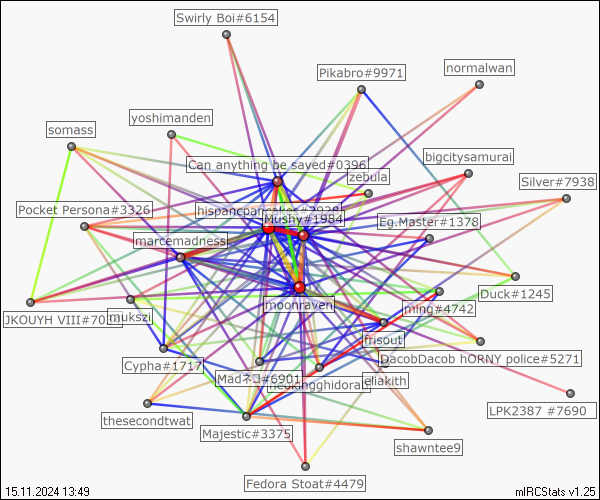 Swirly Boi#6154
Pikabro#9971
normalwan
yoshimanden
somass
bigcitysamurai
Can anything be saved#0396
zebula
Silver#7938
Pocket Persona#3326
Mushy#1984
Eg.Master#1378
marcemadness
moonraven
Duck#1245
JKOUYH VIII#70
mukszi
ming#4742
frisout
Cypha#1717
DacobDacob hORNY police#5271
Madネコ#6901
eliakith
LPK2387 #7690
thesecondtwat
Majestic#3375
shawntee9
Fedora Stoat#4479
15.11.2024 13:49
mIRCStats v1.25